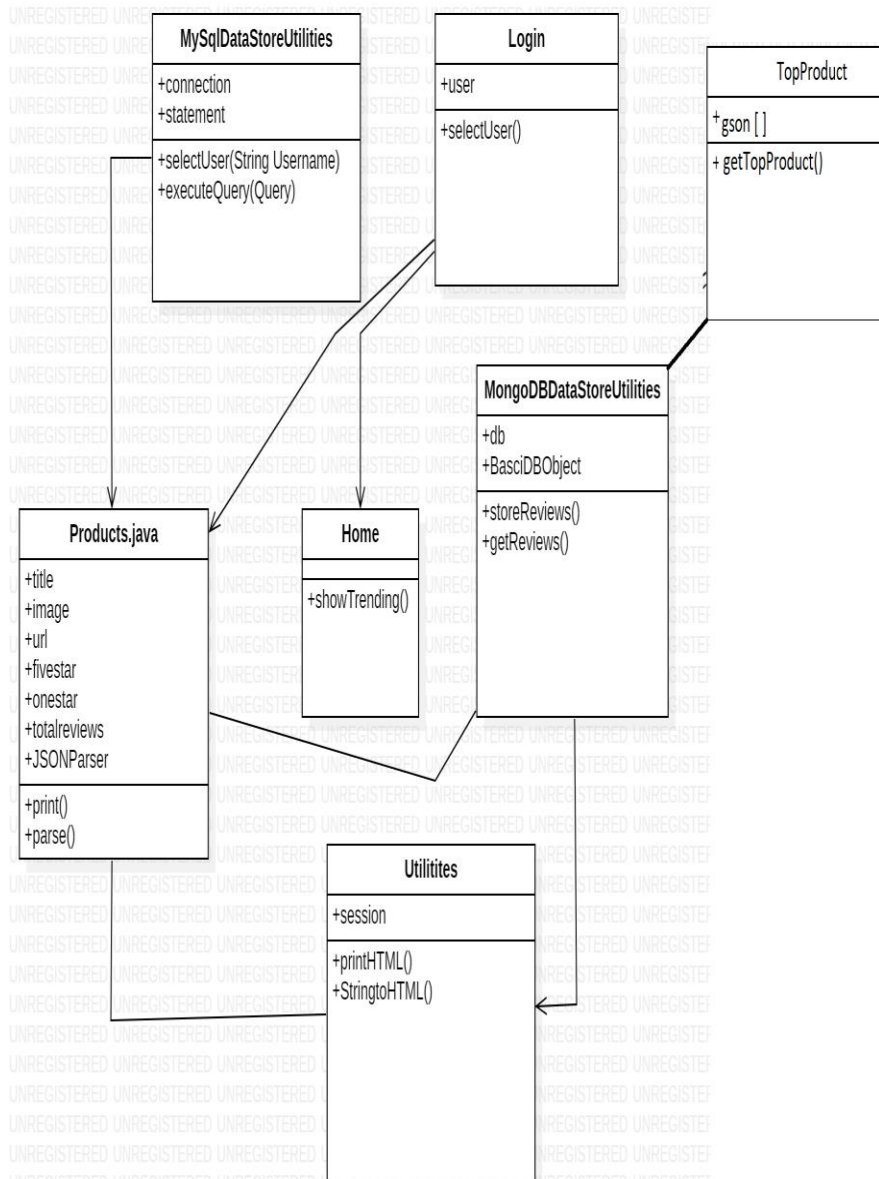 MySqlDataStoreUtilities
+connection
+statement
+selectUser(String Username)
+executeQuery(Query)
Login
+user
+selectUser()
TopProduct
+gson [ ]
+ getTopProduct()
MongoDBDataStoreUtilities
+db
+BasciDBObject
+storeReviews()
+getReviews()
Products.java
+title
+image
+url
+fivestar
+onestar
+totalreviews
+JSONParser
+print()
+parse()
Home
+showTrending()
Utilitites
+session
+printHTML()
+StringtoHTML()